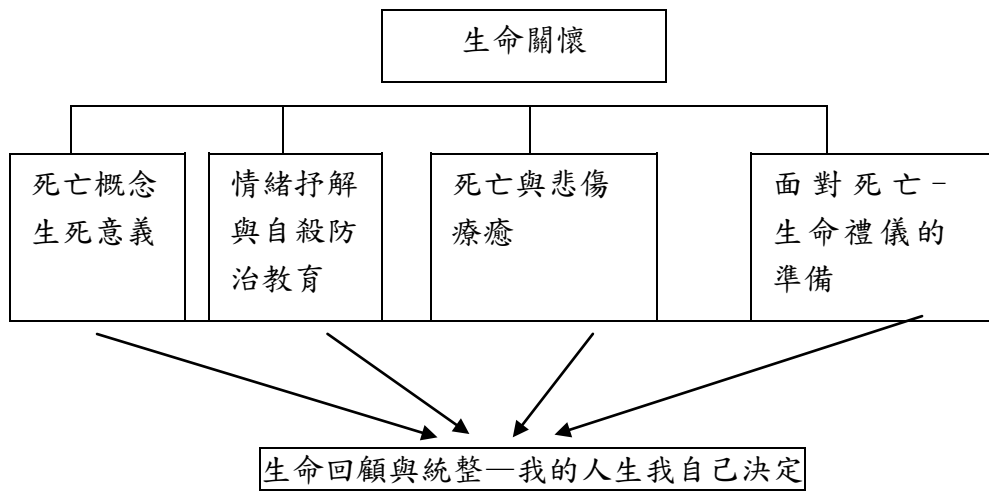 生命關懷
死亡概念
生死意義
情緒抒解
與自殺防
治教育
死亡與悲傷
療癒
面對死亡-
生命禮儀的
準備
生命回顧與統整—我的人生我自己決定